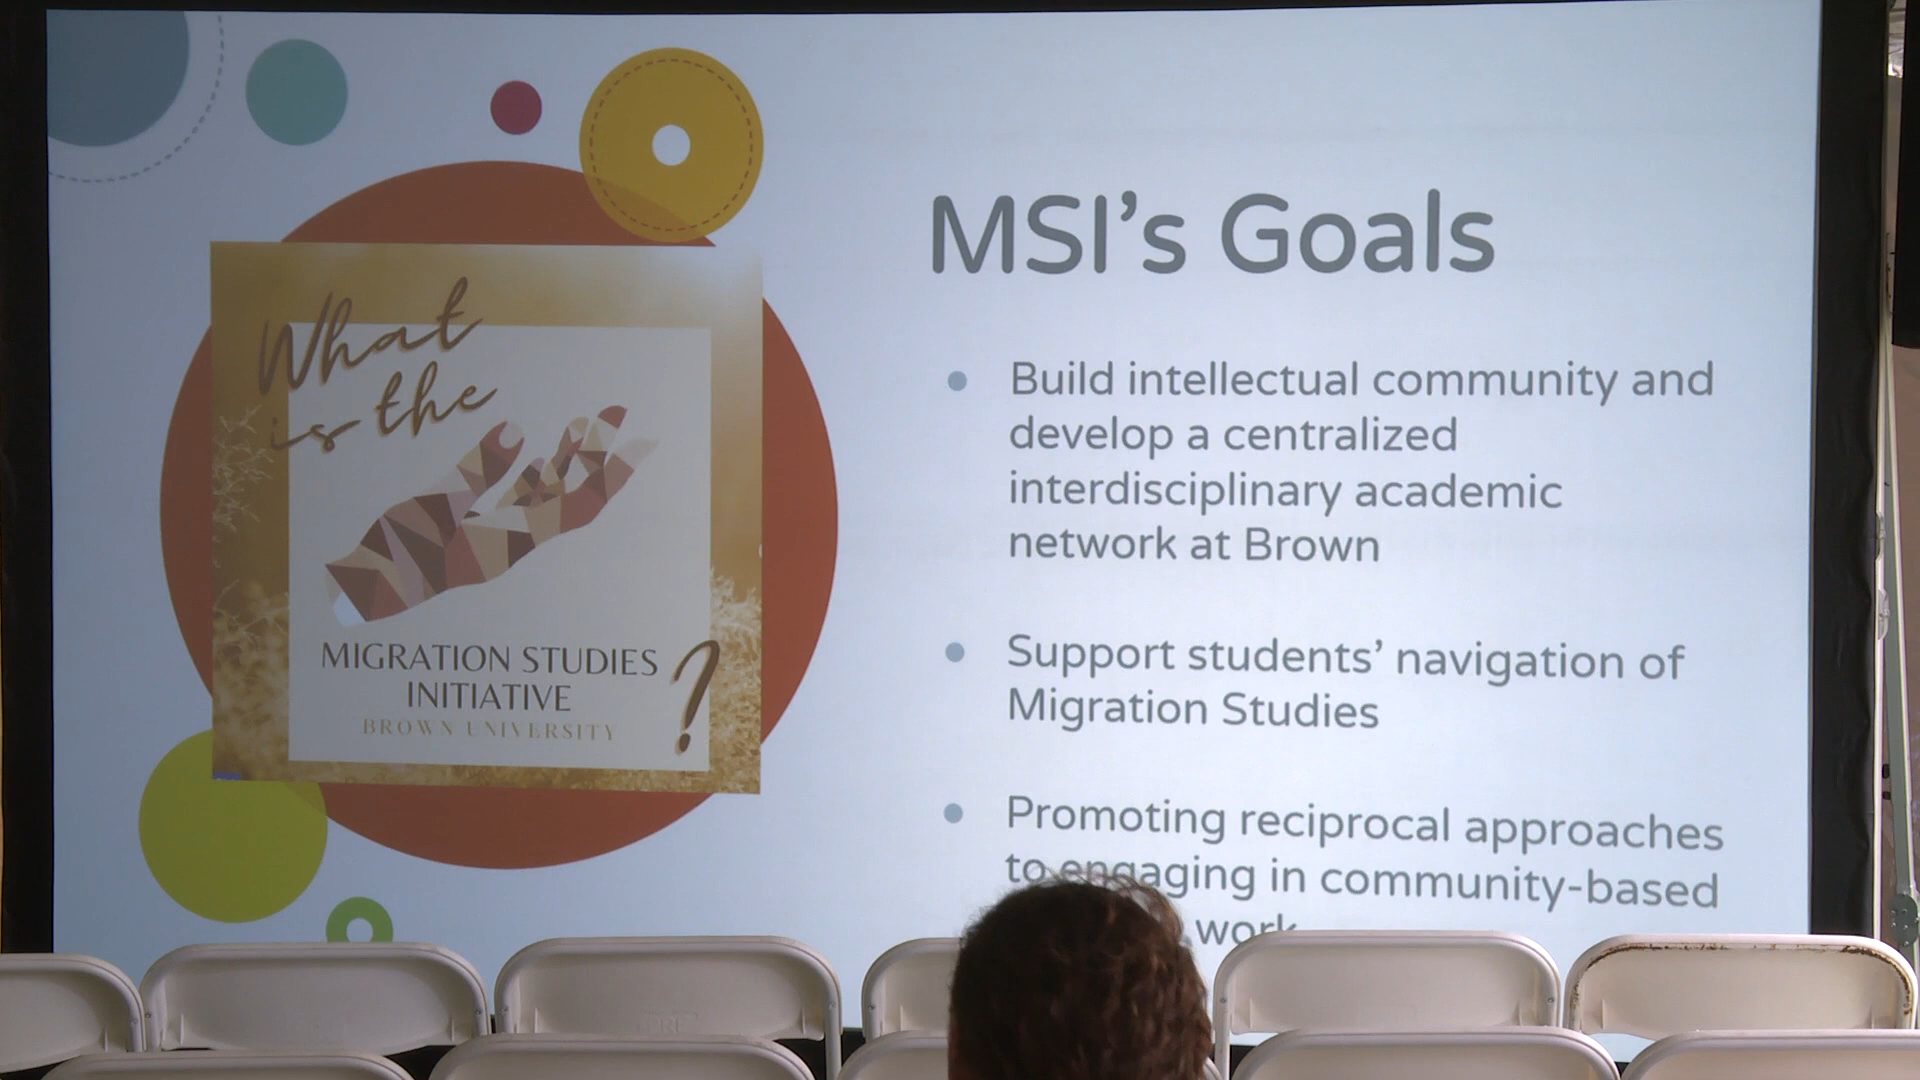 What
is the
MIGRATION STUDIES
INITIATIVE ?
BROWN UNIVERSITY
MSI's Goals
• Build intellectual community and
develop a centralized
interdisciplinary academic
network at Brown
• Support students' navigation of
Migration Studies
• Promoting reciprocal approaches
to engaging in community-based
work